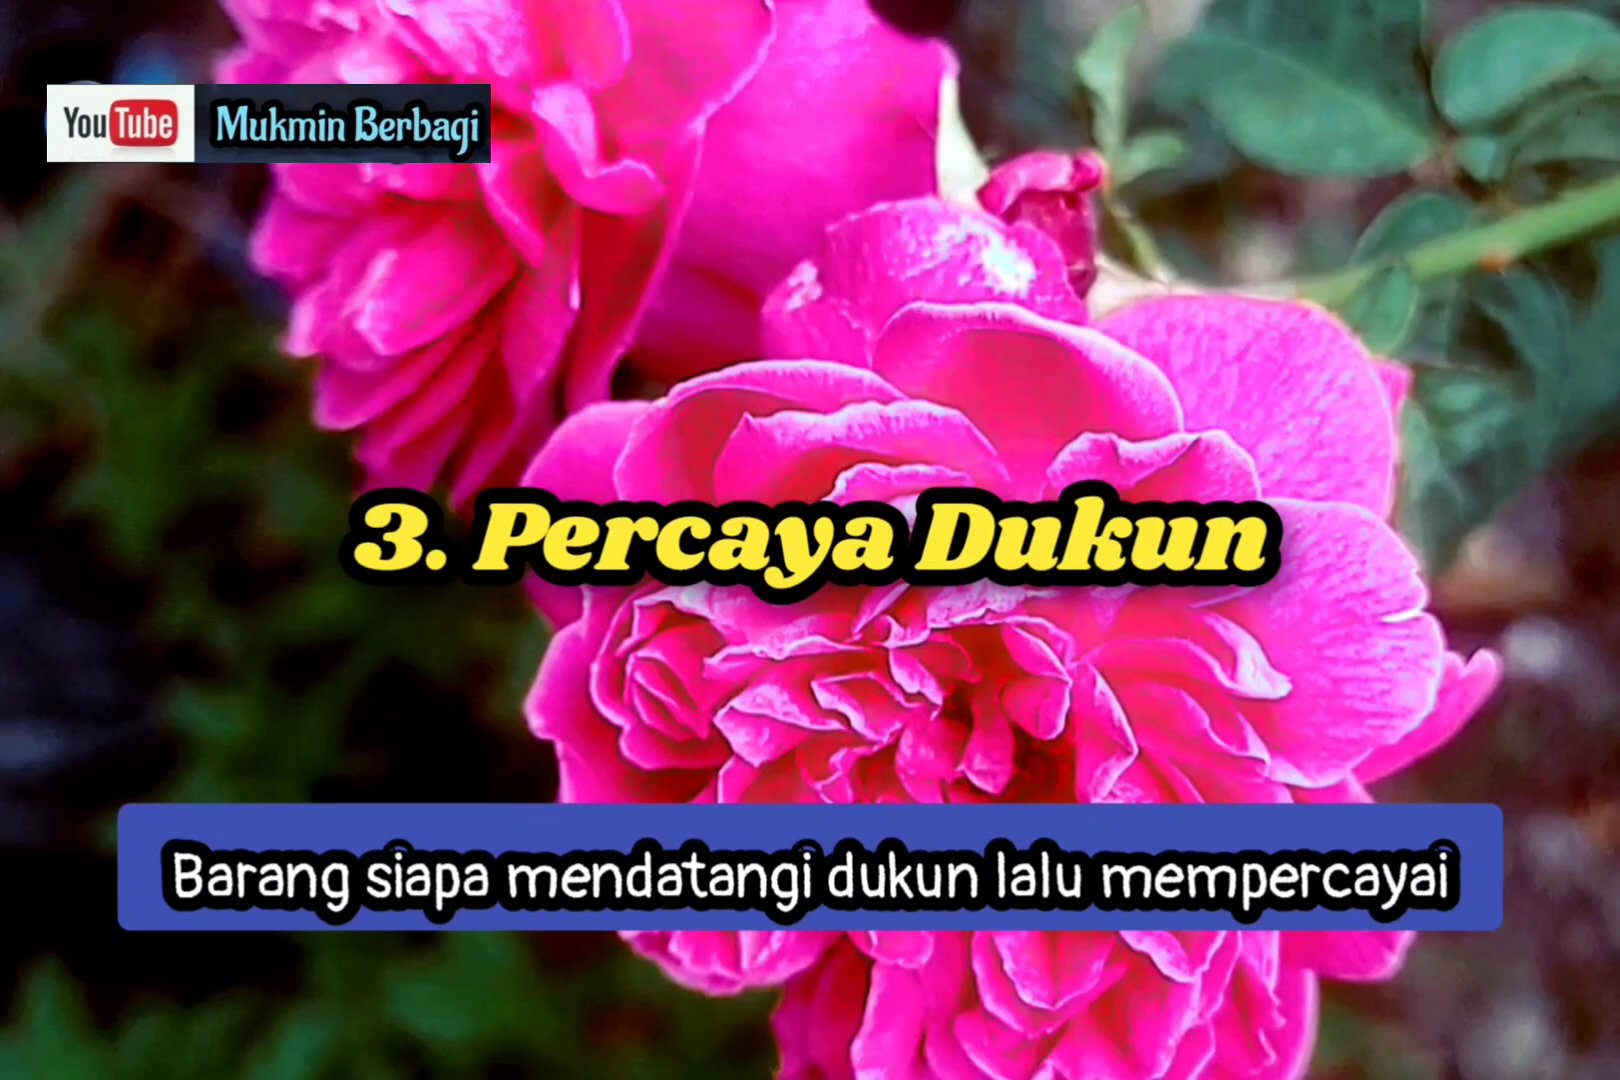 YouTube Mukmin Berbagi
3. Percaya Dukun
Barang siapa mendatangi dukun lalu mempercayai